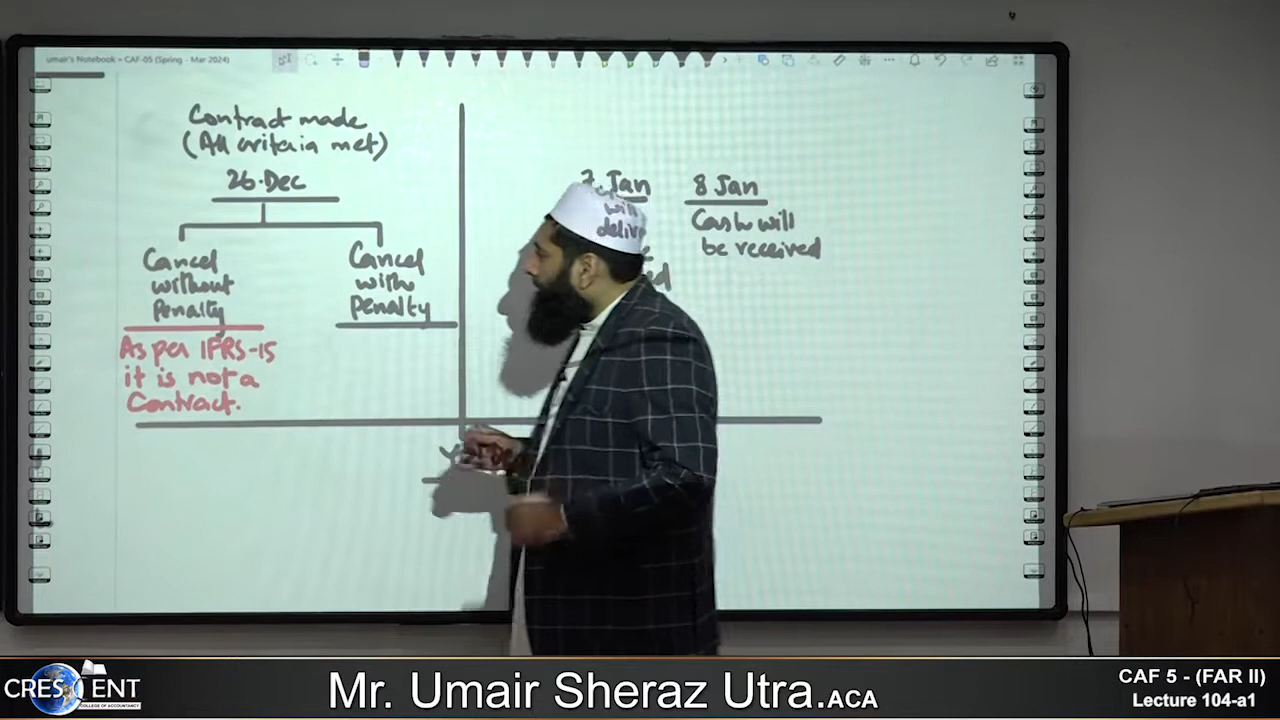 umair's Notebook » CAF-05 (Spring - Mar 2024)
Contract made
(All criteria met)
26.Dec
Cancel
without
Penalty
Cancel
with
Penalty
As per IFRS-15
it is not a
Contract.
7.Jan
will
8 Jan
Cash will
be received
CRESCENT
COLLEGE OF ACCOUNTANCY
Mr. Umair Sheraz Utra.ACA
CAF 5 - (FAR II)
Lecture 104-a1